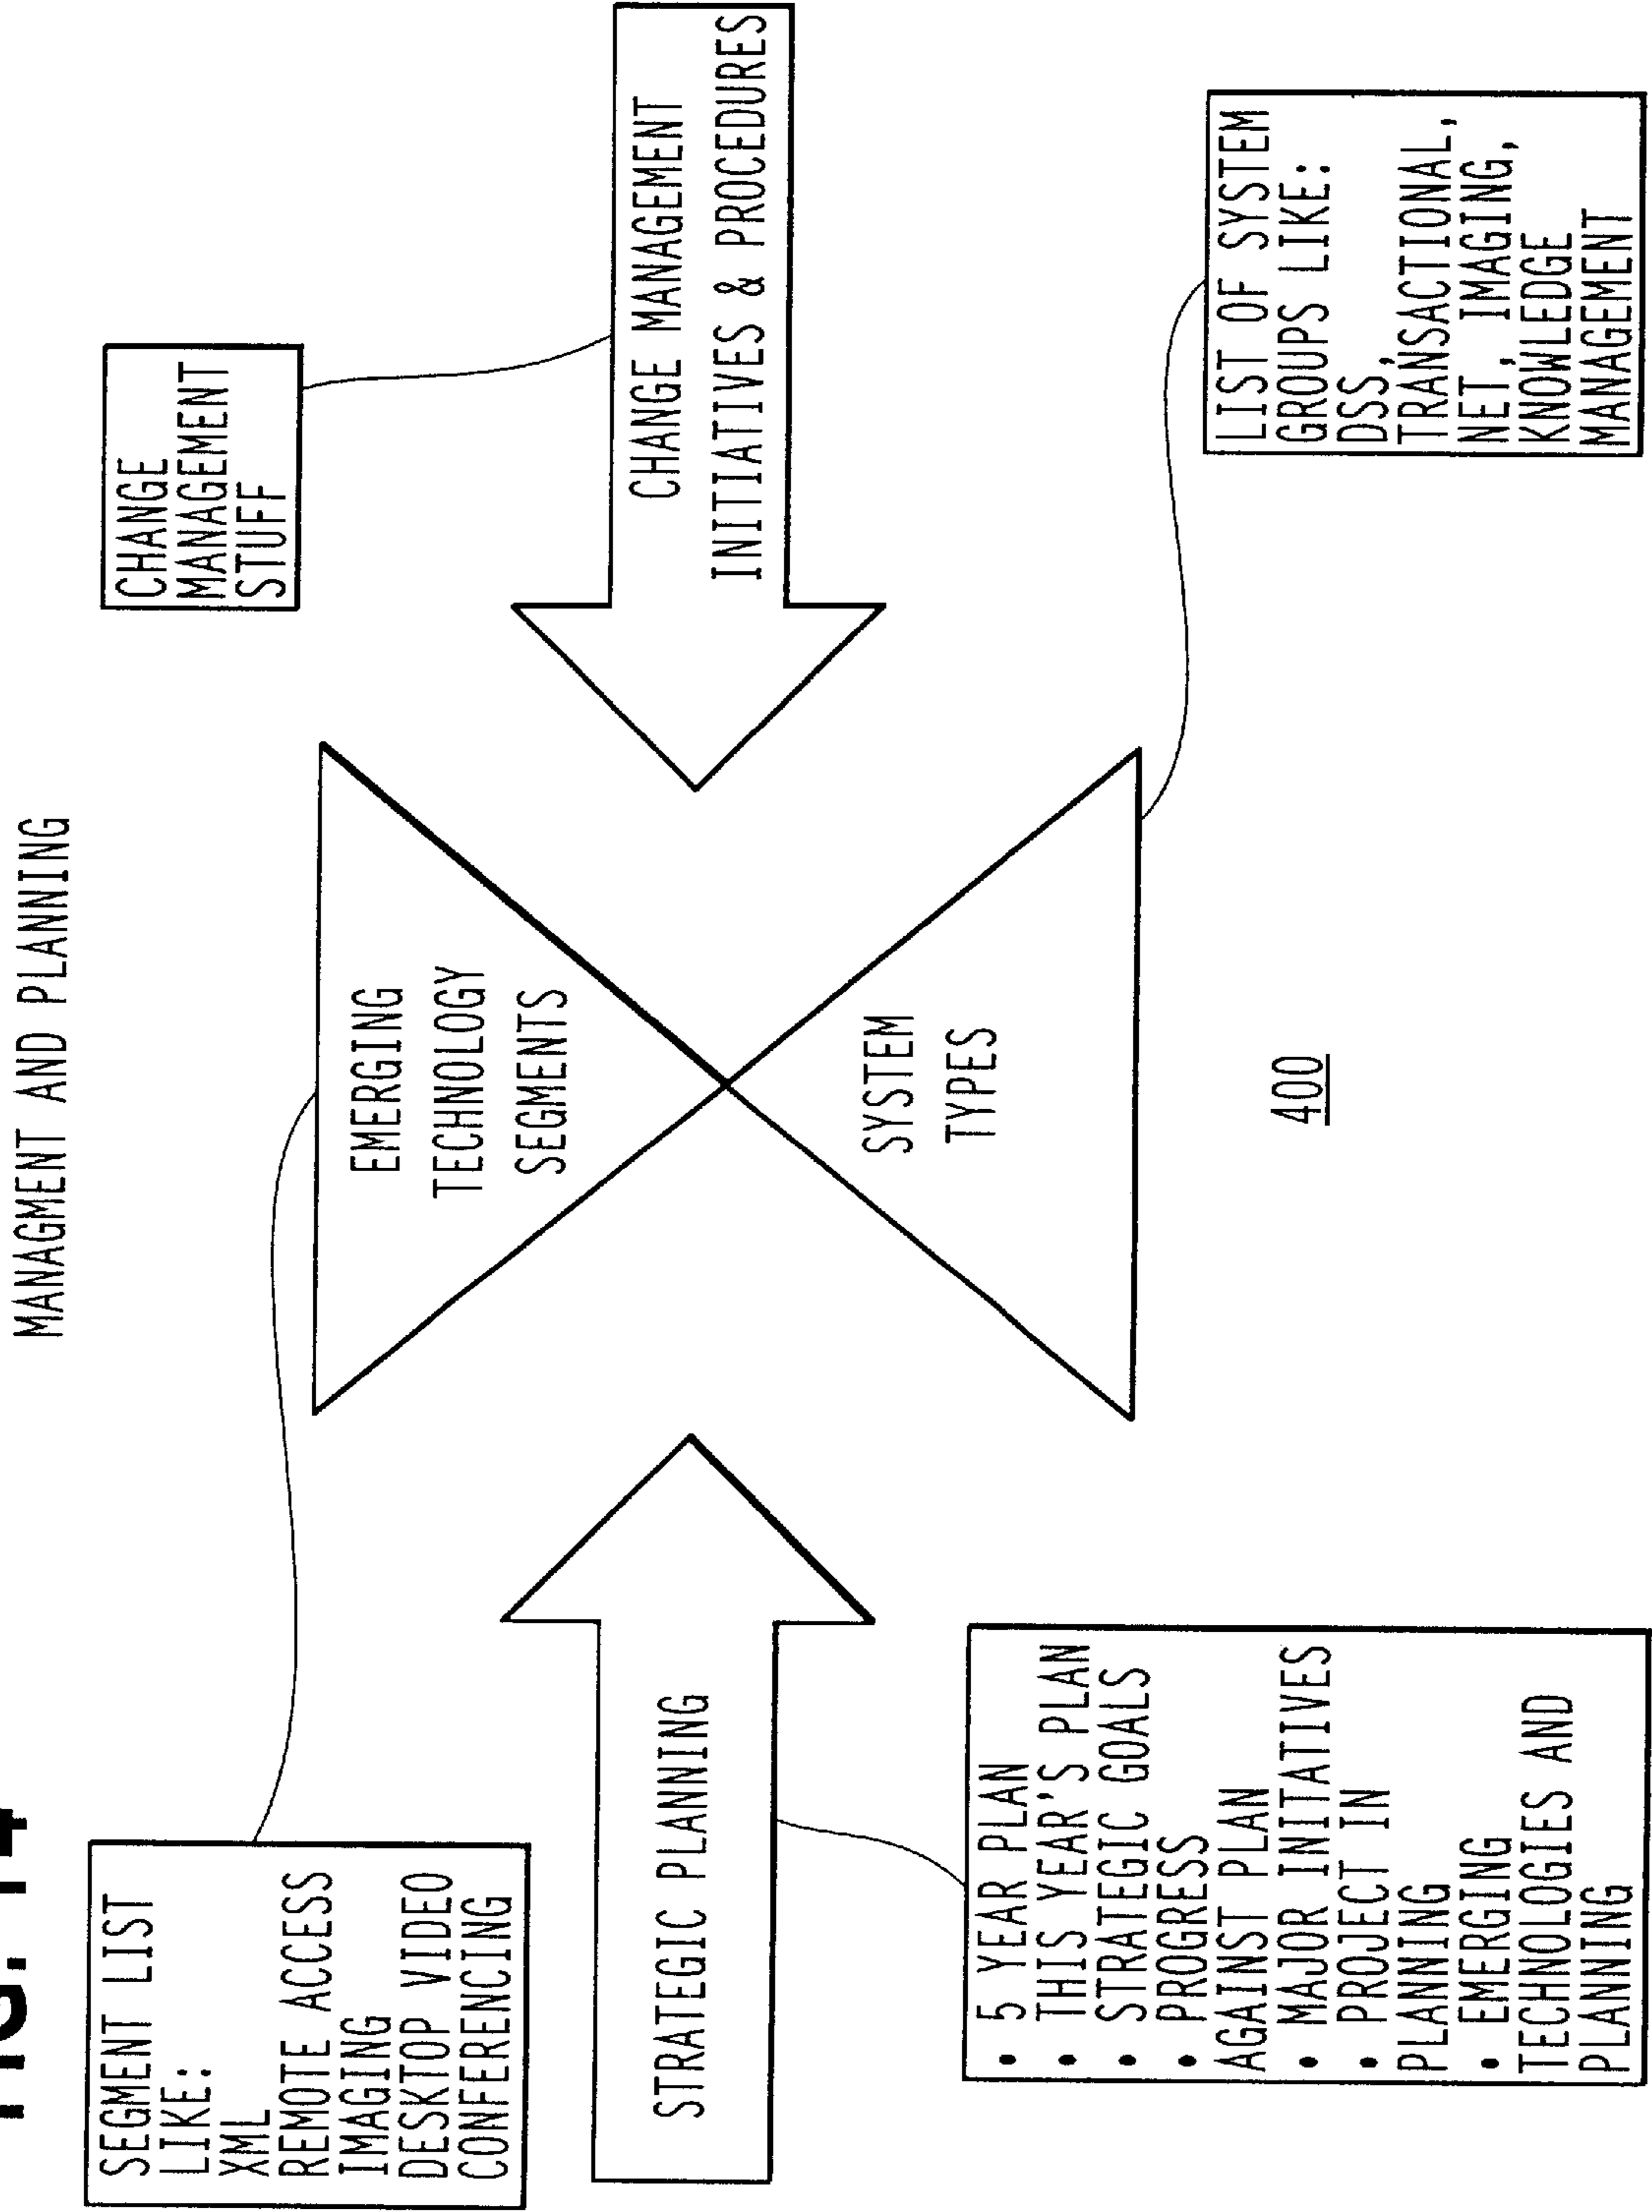 FIG. 14
MANAGMENT AND PLANNING
SEGMENT LIST
LIKE:
XML
REMOTE ACCESS
IMAGING
DESKTOP VIDEO
CONFERENCING
EMERGING
TECHNOLOGY
SEGMENTS
CHANGE
MANAGEMENT
STUFF
STRATEGIC PLANNING
CHANGE MANAGEMENT
INITIATIVES & PROCEDURES
SYSTEM
TYPES
• 5 YEAR PLAN
• THIS YEAR'S PLAN
• STRATEGIC GOALS
• PROGRESS
AGAINST PLAN
• MAJOR INITIATIVES
• PROJECT IN
PLANNING
• EMERGING
TECHNOLOGIES AND
PLANNING
LIST OF SYSTEM
GROUPS LIKE:
DSS,
TRANSACTIONAL,
NET, IMAGING,
KNOWLEDGE
MANAGEMENT
400